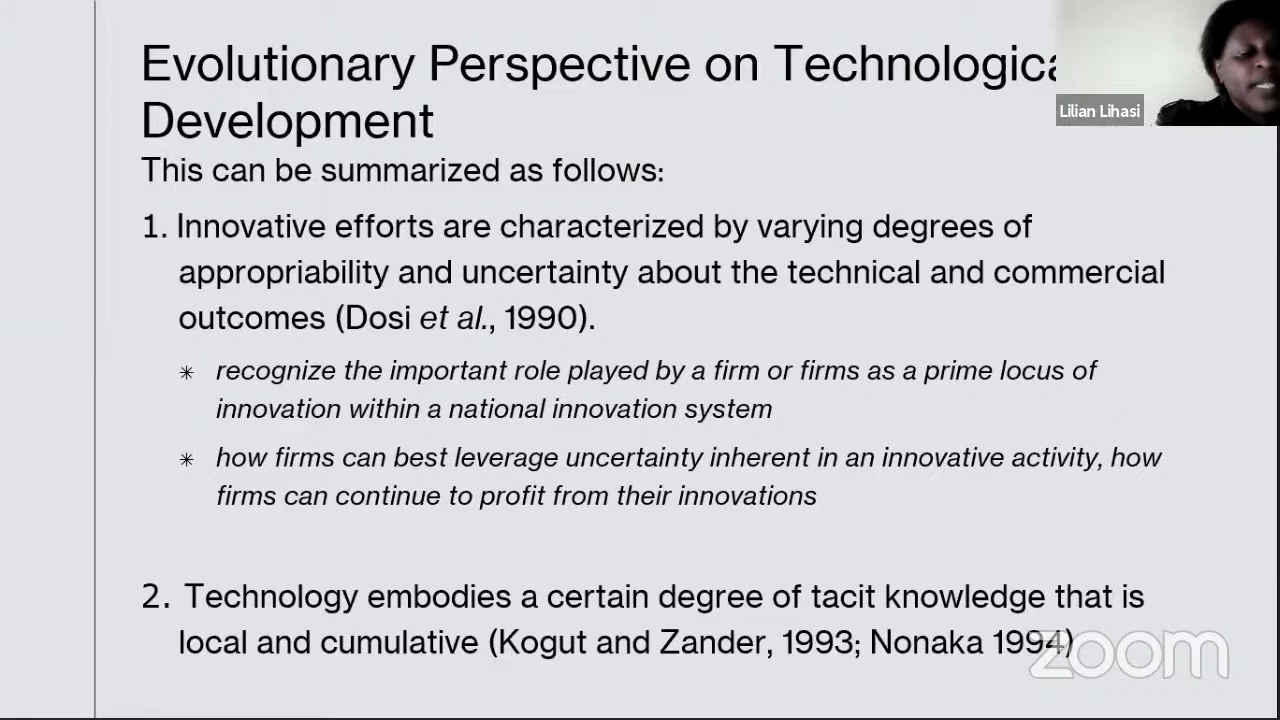 Evolutionary Perspective on Technologica
Development
Lilian Lihasi
This can be summarized as follows:
1. Innovative efforts are characterized by varying degrees of
appropriability and uncertainty about the technical and commercial
outcomes (Dosi et al., 1990).
✳ recognize the important role played by a firm or firms as a prime locus of
innovation within a national innovation system
✳ how firms can best leverage uncertainty inherent in an innovative activity, how
firms can continue to profit from their innovations
2. Technology embodies a certain degree of tacit knowledge that is
local and cumulative (Kogut and Zander, 1993; Nonaka 1994)
zoom